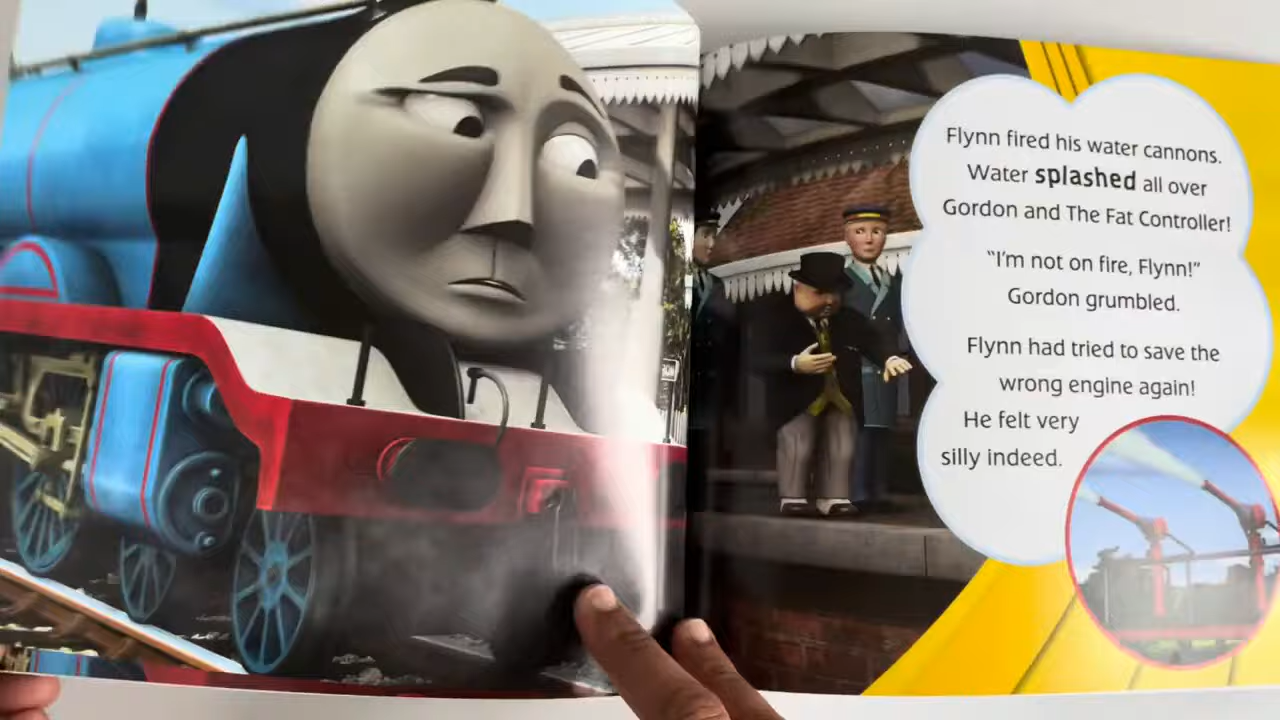 Flynn fired his water cannons.
Water splashed all over
Gordon and The Fat Controller!
"I'm not on fire, Flynn!"
Gordon grumbled.
Flynn had tried to save the
wrong engine again!
He felt very
silly indeed.